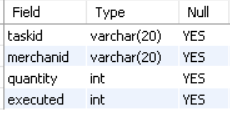 Field Type Null
taskid varchar(20) YES
merchanid varchar(20) YES
quantity int YES
executed int YES